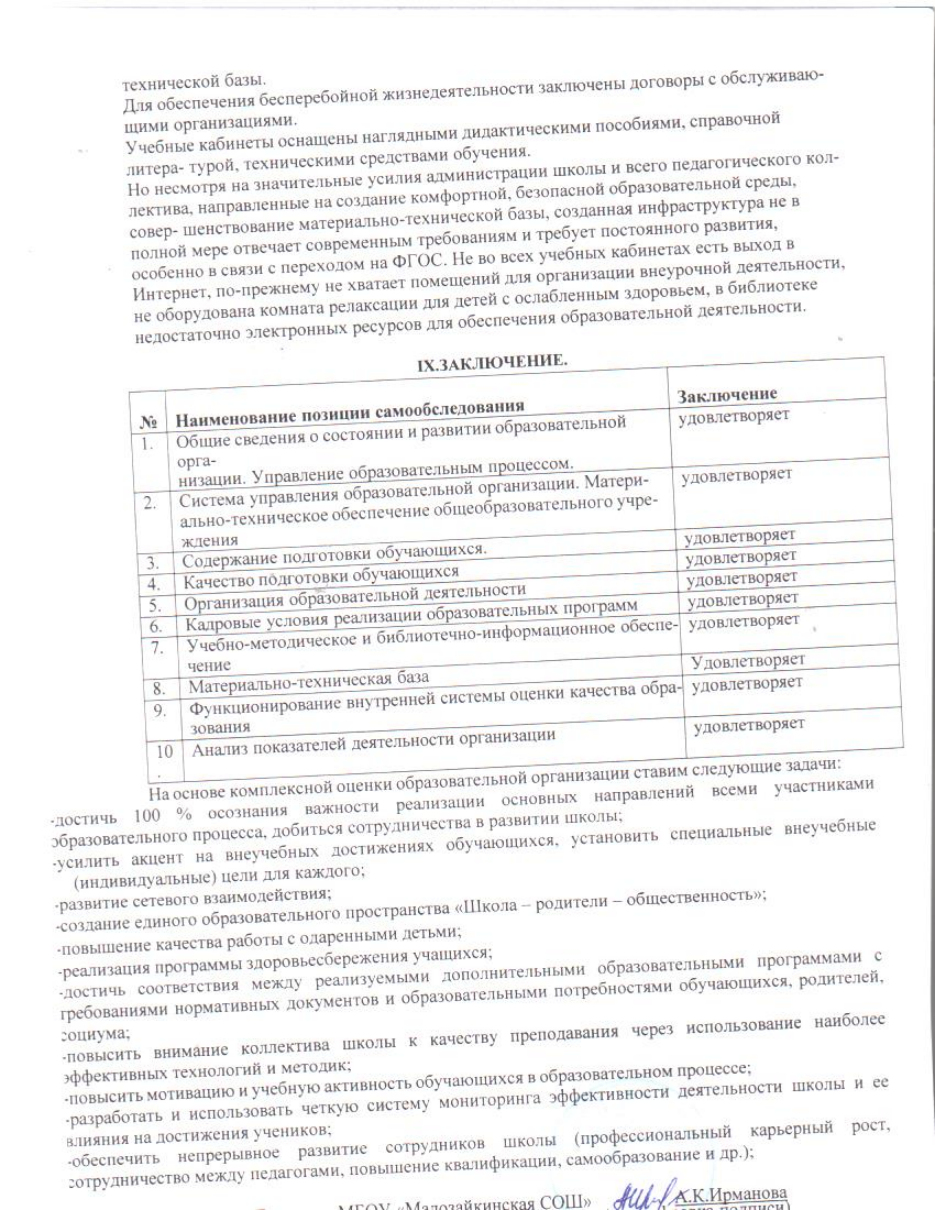 технической базы.
Для обеспечения бесперебойной жизнедеятельности заключены договоры с обслуживаю-
щими организациями.
Учебные кабинеты оснащены наглядными дидактическими пособиями, справочной
литера- турой, техническими средствами обучения.
Но несмотря на значительные усилия администрации школы и всего педагогического кол-
лектива, направленные на создание комфортной, безопасной образовательной среды,
совер- шенствование материально-технической базы, созданная инфраструктура не в
полной мере отвечает современным требованиям и требует постоянного развития,
особенно в связи с переходом на ФГОС. Не во всех учебных кабинетах есть выход в
Интернет, по-прежнему не хватает помещений для организации внеурочной деятельности,
не оборудована комната релаксации для детей с ослабленным здоровьем, в библиотеке
недостаточно электронных ресурсов для обеспечения образовательной деятельности.
IX.ЗАКЛЮЧЕНИЕ.
№ Наименование позиции самообследования Заключение
1. Общие сведения о состоянии и развитии образовательной удовлетворяет
орга-
низации. Управление образовательным процессом.
2. Система управления образовательной организации. Матери- удовлетворяет
ально-техническое обеспечение общеобразовательного учре-
ждения
3. Содержание подготовки обучающихся. удовлетворяет
4. Качество подготовки обучающихся удовлетворяет
5. Организация образовательной деятельности удовлетворяет
6. Кадровые условия реализации образовательных программ удовлетворяет
7. Учебно-методическое и библиотечно-информационное обеспе- удовлетворяет
чение
8. Материально-техническая база Удовлетворяет
9. Функционирование внутренней системы оценки качества обра- удовлетворяет
зования
10 Анализ показателей деятельности организации удовлетворяет
.
На основе комплексной оценки образовательной организации ставим следующие задачи:
-достичь 100 % осознания важности реализации основных направлений всеми участниками
образовательного процесса, добиться сотрудничества в развитии школы;
-усилить акцент на внеучебных достижениях обучающихся, установить специальные внеучебные
(индивидуальные) цели для каждого;
-развитие сетевого взаимодействия;
-создание единого образовательного пространства «Школа – родители – общественность»;
-повышение качества работы с одаренными детьми;
-реализация программы здоровьесбережения учащихся;
-достичь соответствия между реализуемыми дополнительными образовательными программами с
требованиями нормативных документов и образовательными потребностями обучающихся, родителей,
социума;
-повысить внимание коллектива школы к качеству преподавания через использование наиболее
эффективных технологий и методик;
-повысить мотивацию и учебную активность обучающихся в образовательном процессе;
-разработать и использовать четкую систему мониторинга эффективности деятельности школы и ее
влияния на достижения учеников;
-обеспечить непрерывное развитие сотрудников школы (профессиональный карьерный рост,
сотрудничество между педагогами, повышение квалификации, самообразование и др.);
МБОУ «Малозайкинская СОШ» А.К.Ирманова
подписи)